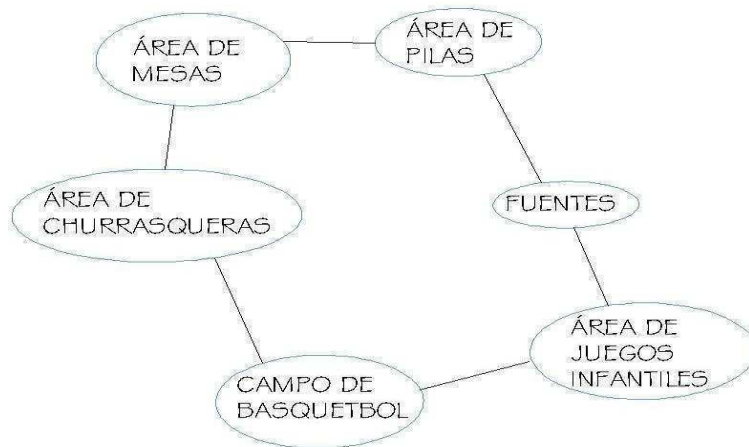 ÁREA DE
MESAS
ÁREA DE
PILAS
ÁREA DE
CHURRASQUERAS
FUENTES
ÁREA DE
JUEGOS
INFANTILES
CAMPO DE
BASQUETBOL